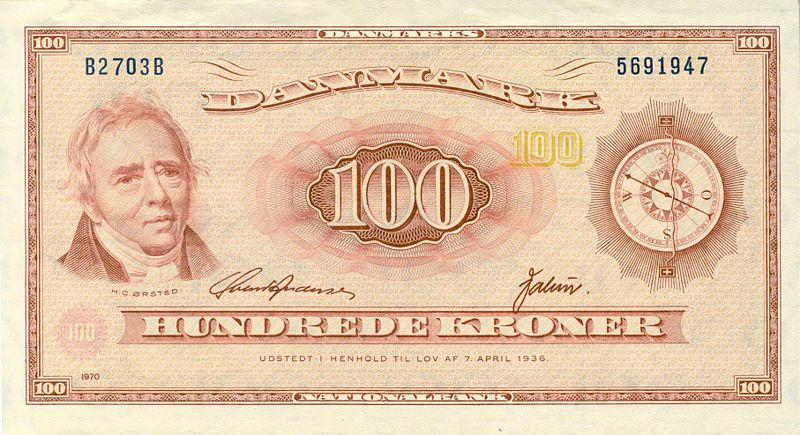 DANMARKS
100 100
B2703B 5691947
DANMARK
100
100
W O
S
H.C. ØRSTED
100
HUNDREDE KRONER
UDSTEDT I HENHOLD TIL LOV AF 7. APRIL 1936.
1970
100 100
NATIONALBANK